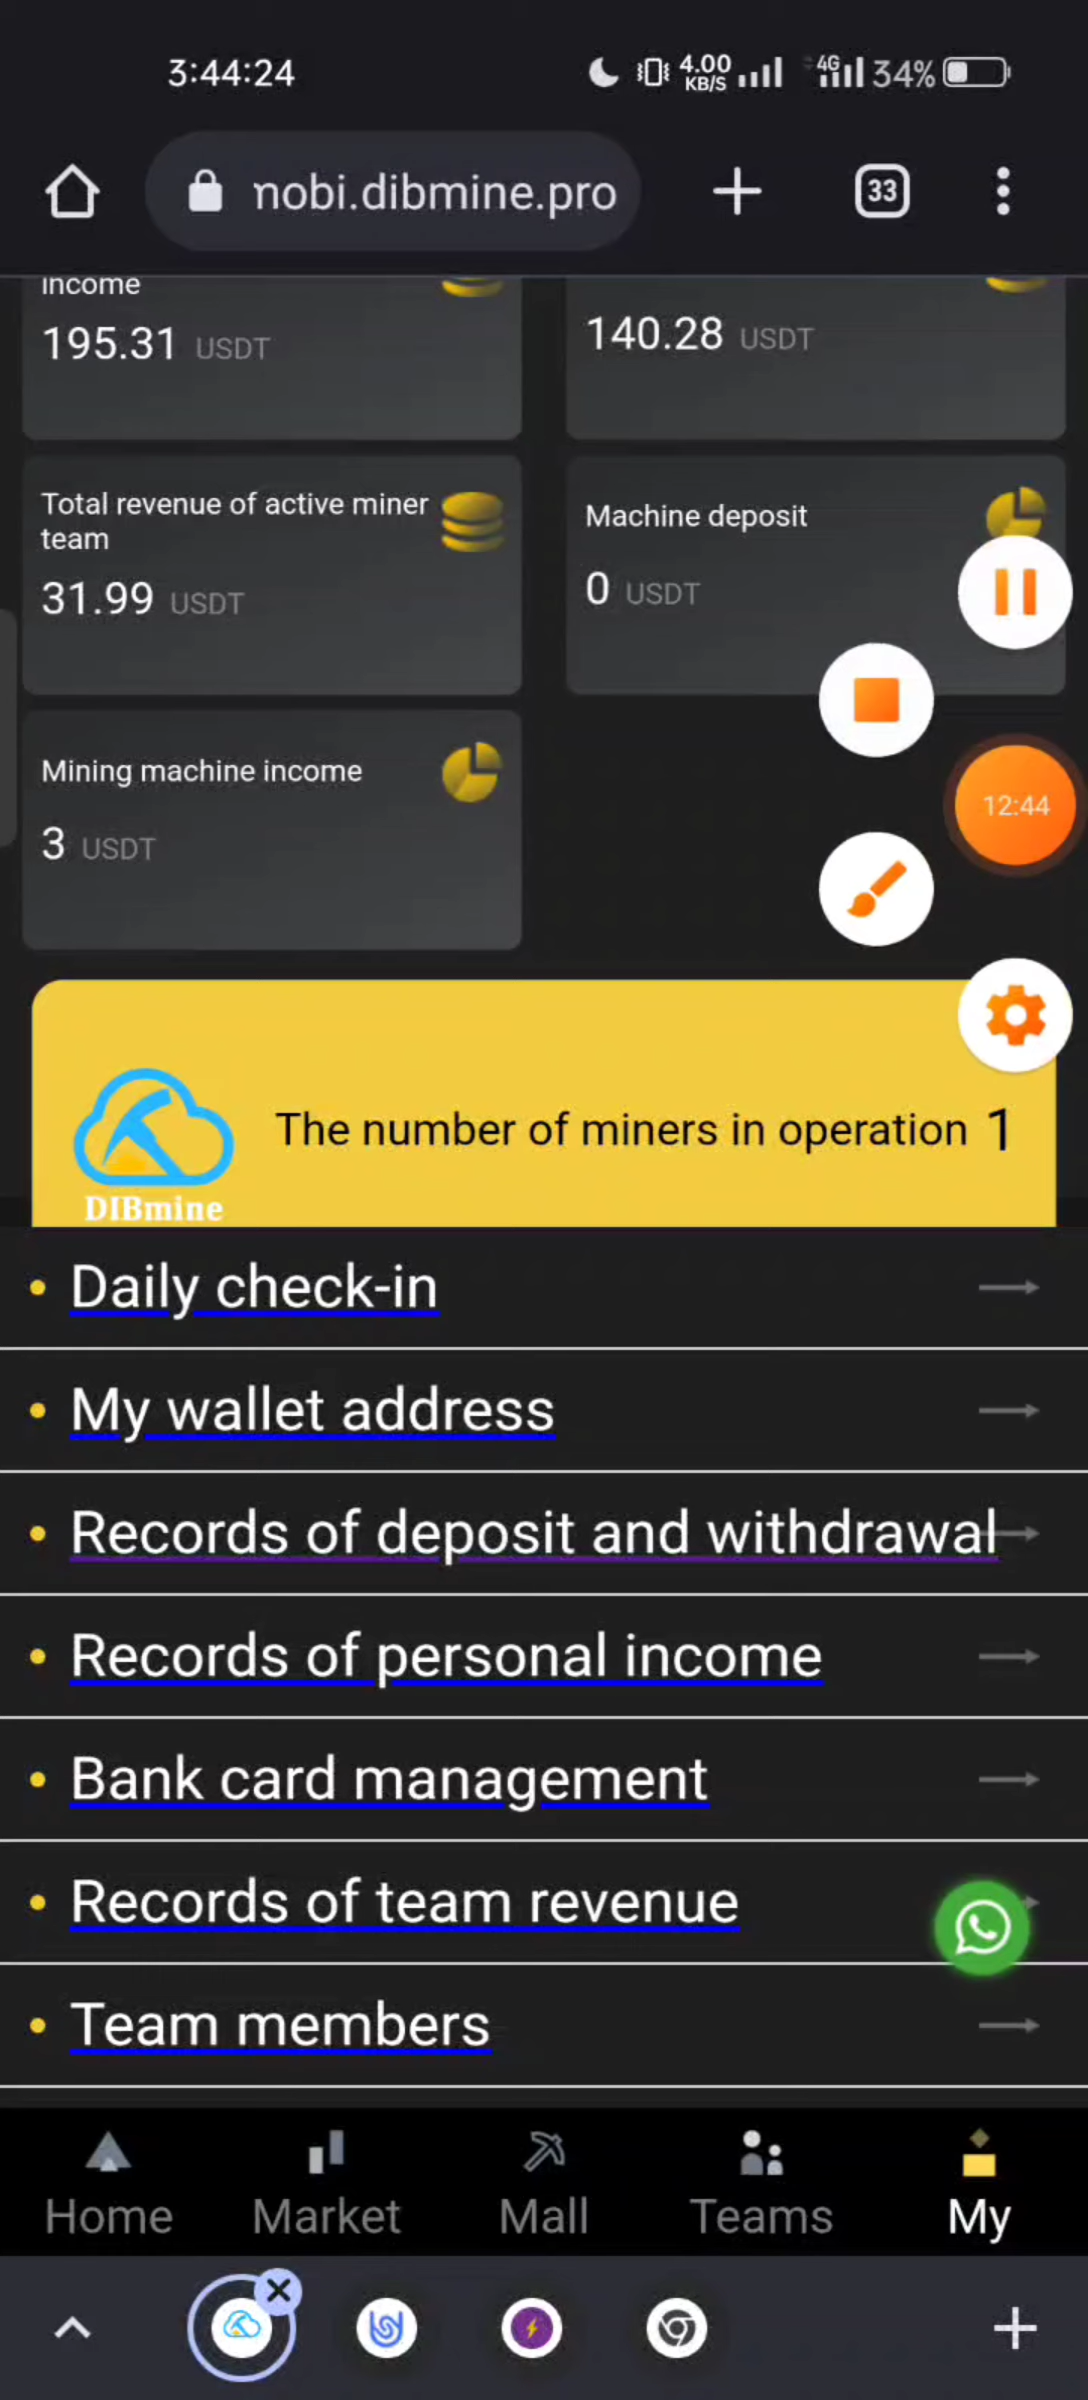 3:44:24
4.00
KB/S
4G
34%
nobi.dibmine.pro
33
income
195.31 USDT
140.28 USDT
Total revenue of active miner
team
31.99 USDT
Machine deposit
0 USDT
12:44
Mining machine income
3 USDT
The number of miners in operation 1
DIBmine
Daily check-in
My wallet address
Records of deposit and withdrawal
Records of personal income
Bank card management
Records of team revenue
Team members
Home
Market
Mall
Teams
My